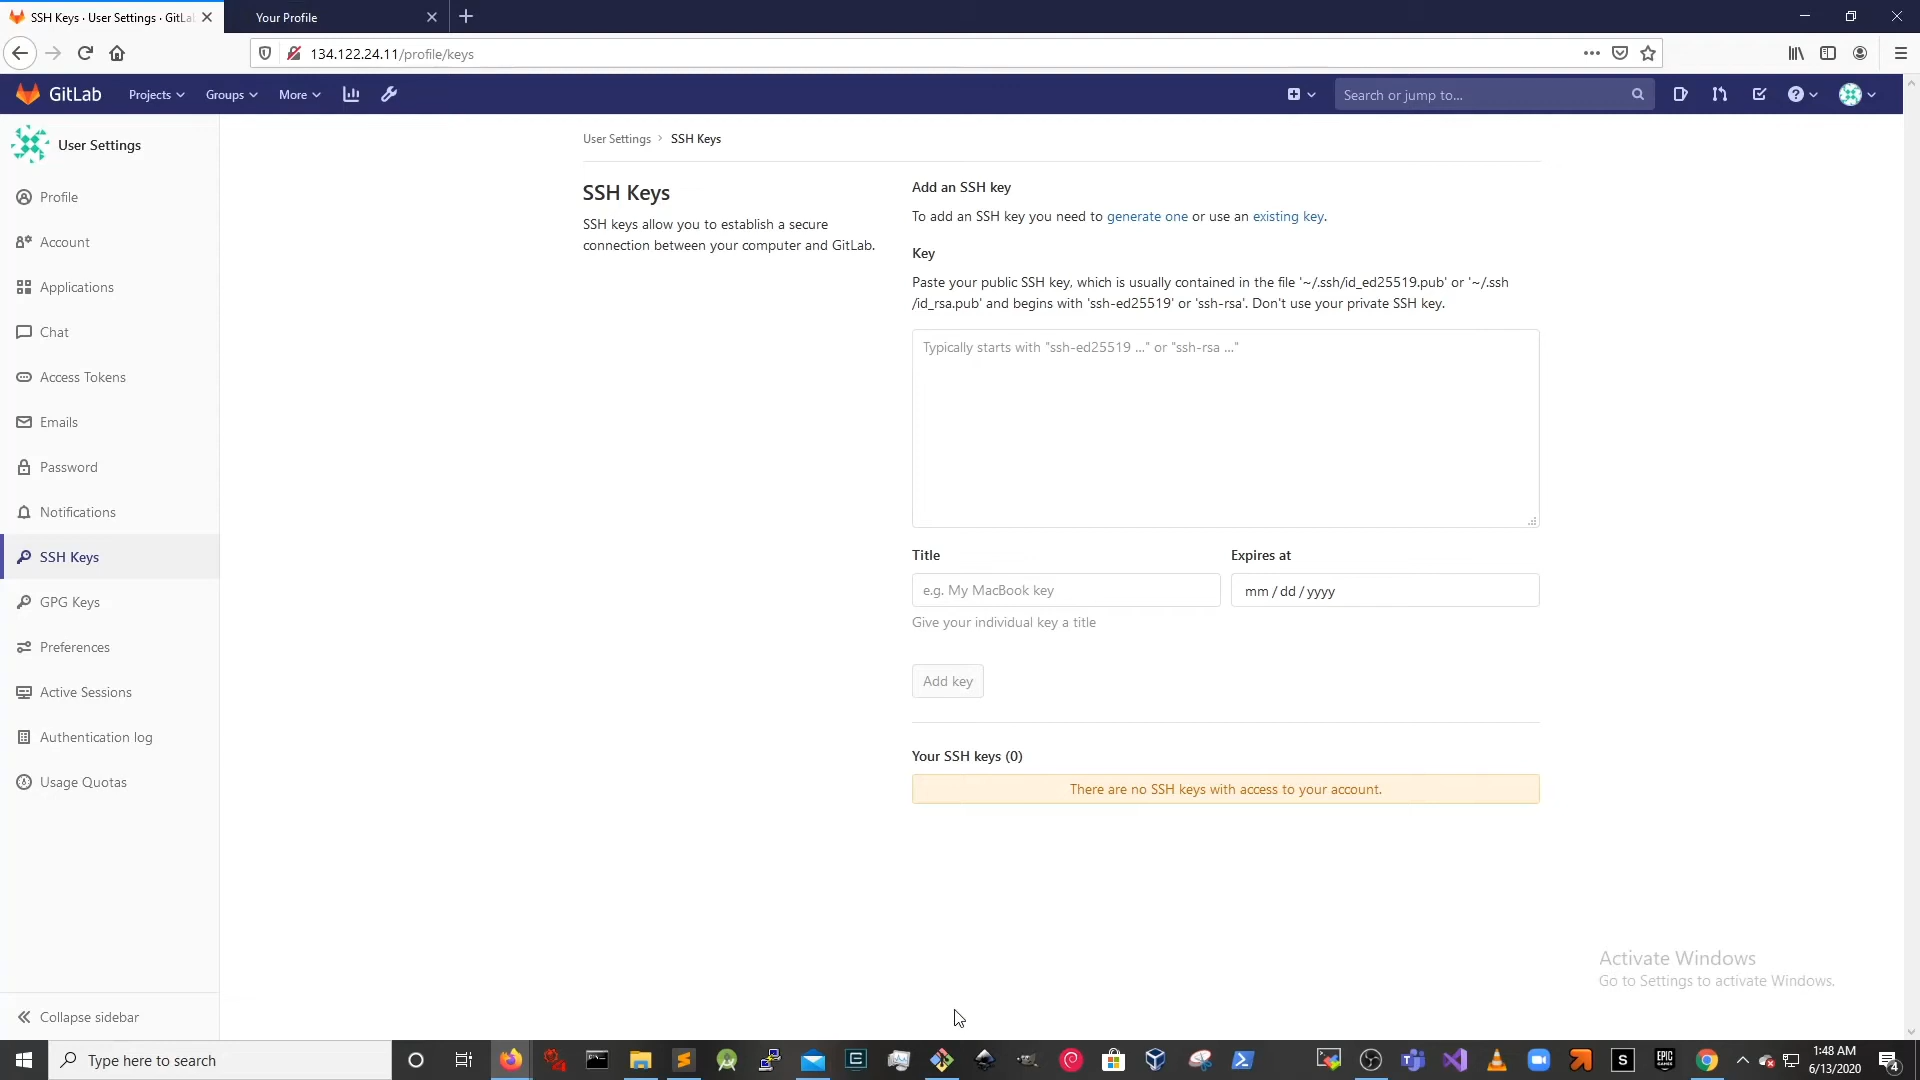 SSH Keys · User Settings · GitLa
Your Profile
134.122.24.11/profile/keys
GitLab
Projects
Groups
More
Search or jump to...
User Settings
Profile
Account
Applications
Chat
Access Tokens
Emails
Password
Notifications
SSH Keys
GPG Keys
Preferences
Active Sessions
Authentication log
Usage Quotas
Collapse sidebar
User Settings > SSH Keys
SSH Keys
SSH keys allow you to establish a secure
connection between your computer and GitLab.
Add an SSH key
To add an SSH key you need to generate one or use an existing key.
Key
Paste your public SSH key, which is usually contained in the file '~/.ssh/id_ed25519.pub' or '~/.ssh
/id_rsa.pub' and begins with 'ssh-ed25519' or 'ssh-rsa'. Don't use your private SSH key.
Typically starts with "ssh-ed25519 ..." or "ssh-rsa ..."
Title
Expires at
e.g. My MacBook key
mm / dd / yyyy
Give your individual key a title
Add key
Your SSH keys (0)
There are no SSH keys with access to your account.
Activate Windows
Go to Settings to activate Windows.
Type here to search
S
EPIC
GAMES
1:48 AM
6/13/2020
4